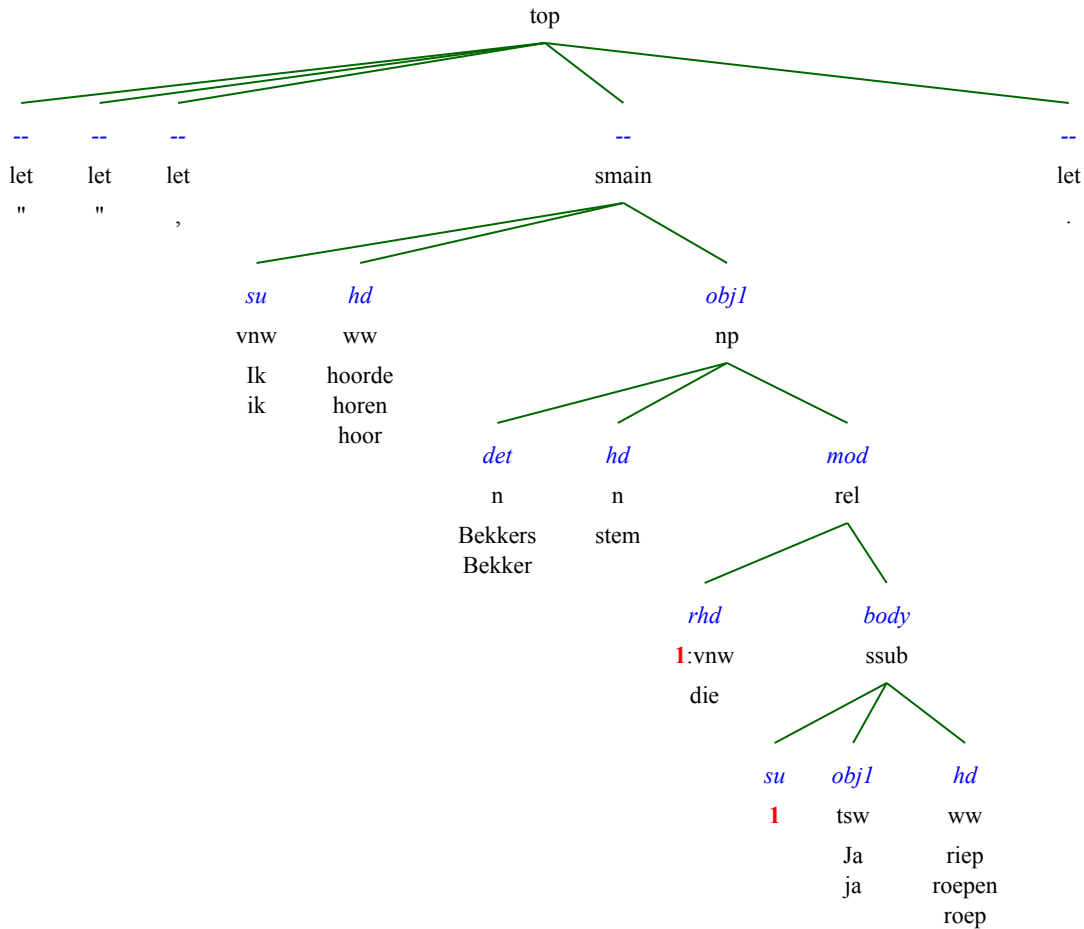 top
-- -- -- -- --
let let let smain let
" " , .
su hd obj1
vnw ww np
Ik hoorde
ik horen
hoor
det hd mod
n n rel
Bekkers stem
Bekker
rhd body
1:vnw ssub
die
su obj1 hd
1 tsw ww
Ja riep
ja roepen
roep